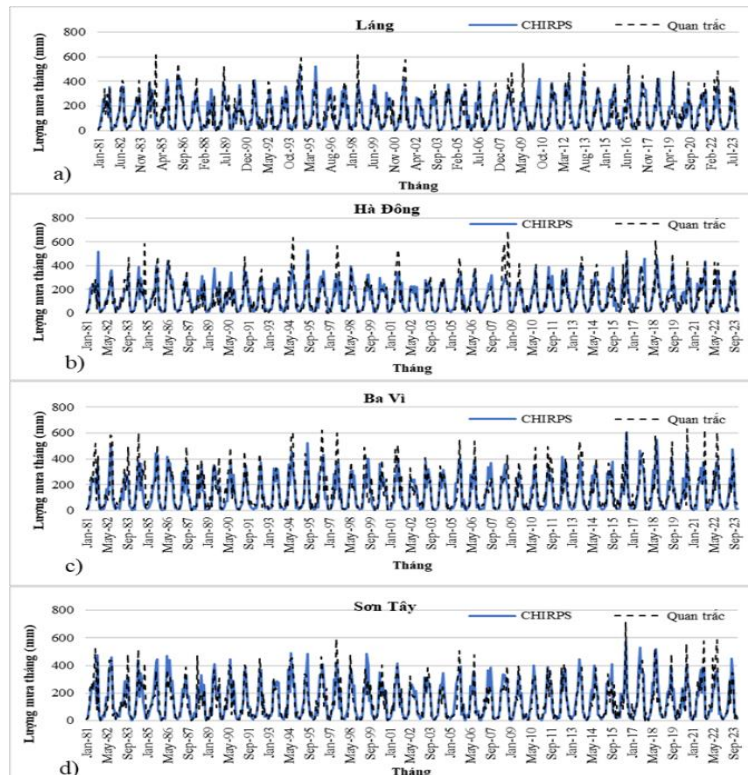 Láng
CHIRPS
Quan trắc
Lượng mưa tháng (mm)
800
600
400
200
0
Jan-81
Jun-82
Nov-83
Apr-85
Sep-86
Feb-88
Jul-89
Dec-90
May-92
Oct-93
Mar-95
Aug-96
Jan-98
Jun-99
Nov-00
Apr-02
Sep-03
Feb-05
Jul-06
Dec-07
May-09
Oct-10
Mar-12
Aug-13
Jan-15
Jun-16
Nov-17
Apr-19
Sep-20
Feb-22
Jul-23
a)
Tháng
Hà Đông
CHIRPS
Quan trắc
Lượng mưa tháng (mm)
800
600
400
200
0
Jan-81
May-82
Sep-83
Jan-85
May-86
Sep-87
Jan-89
May-90
Sep-91
Jan-93
May-94
Sep-95
Jan-97
May-98
Sep-99
Jan-01
May-02
Sep-03
Jan-05
May-06
Sep-07
Jan-09
May-10
Sep-11
Jan-13
May-14
Sep-15
Jan-17
May-18
Sep-19
Jan-21
May-22
Sep-23
b)
Tháng
Ba Vì
CHIRPS
Quan trắc
Lượng mưa tháng (mm)
800
600
400
200
0
Jan-81
May-82
Sep-83
Jan-85
May-86
Sep-87
Jan-89
May-90
Sep-91
Jan-93
May-94
Sep-95
Jan-97
May-98
Sep-99
Jan-01
May-02
Sep-03
Jan-05
May-06
Sep-07
Jan-09
May-10
Sep-11
Jan-13
May-14
Sep-15
Jan-17
May-18
Sep-19
Jan-21
May-22
Sep-23
c)
Tháng
Sơn Tây
CHIRPS
Quan trắc
Lượng mưa tháng (mm)
800
600
400
200
0
Jan-81
May-82
Sep-83
Jan-85
May-86
Sep-87
Jan-89
May-90
Sep-91
Jan-93
May-94
Sep-95
Jan-97
May-98
Sep-99
Jan-01
May-02
Sep-03
Jan-05
May-06
Sep-07
Jan-09
May-10
Sep-11
Jan-13
May-14
Sep-15
Jan-17
May-18
Sep-19
Jan-21
May-22
Sep-23
d)
Tháng